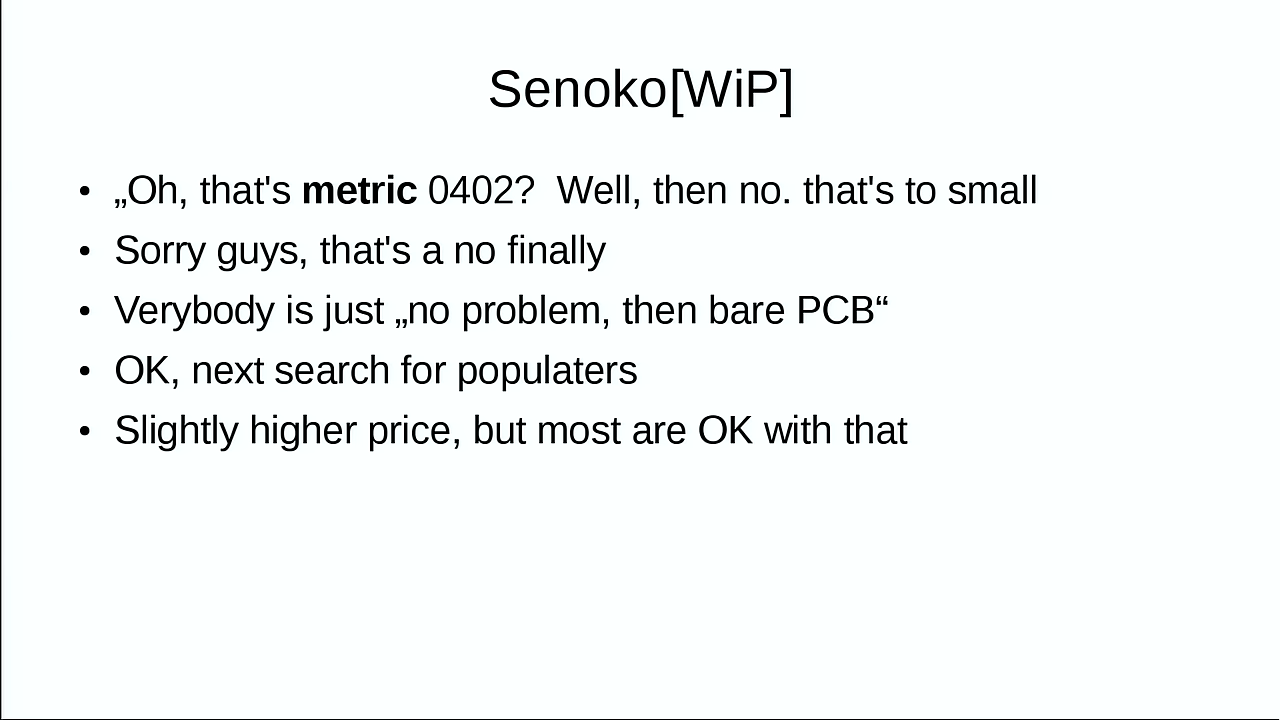 Senoko[WiP]
• „Oh, that's metric 0402?  Well, then no. that's to small
• Sorry guys, that's a no finally
• Verybody is just „no problem, then bare PCB“
• OK, next search for populaters
• Slightly higher price, but most are OK with that